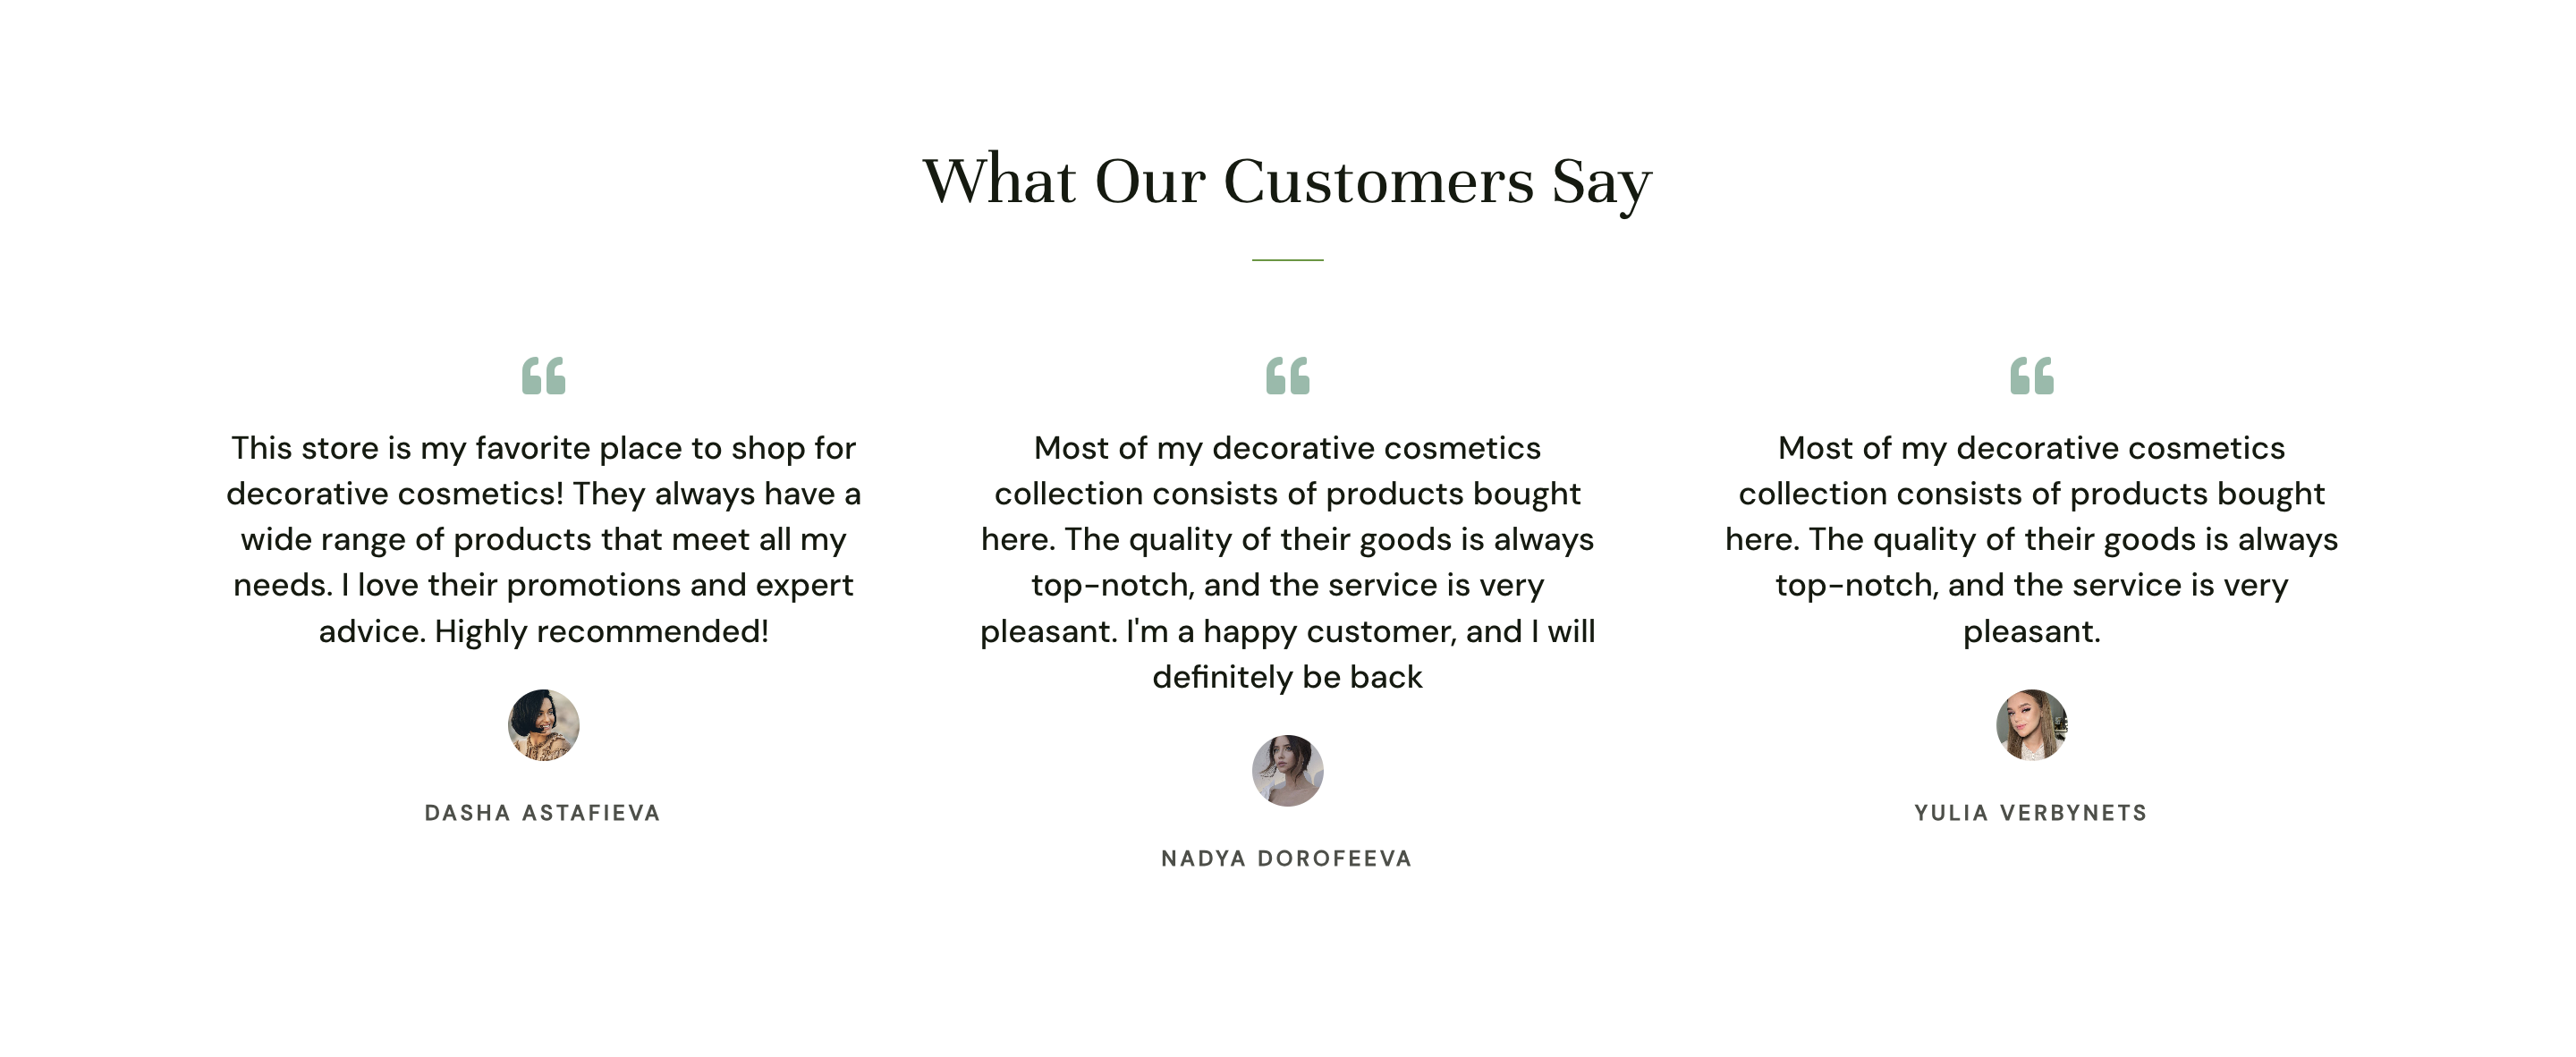 What Our Customers Say
This store is my favorite place to shop for
decorative cosmetics! They always have a
wide range of products that meet all my
needs. I love their promotions and expert
advice. Highly recommended!
DASHA ASTAFIEVA
Most of my decorative cosmetics
collection consists of products bought
here. The quality of their goods is always
top-notch, and the service is very
pleasant. I'm a happy customer, and I will
definitely be back
NADYA DOROFEEVA
Most of my decorative cosmetics
collection consists of products bought
here. The quality of their goods is always
top-notch, and the service is very
pleasant.
YULIA VERBYNETS